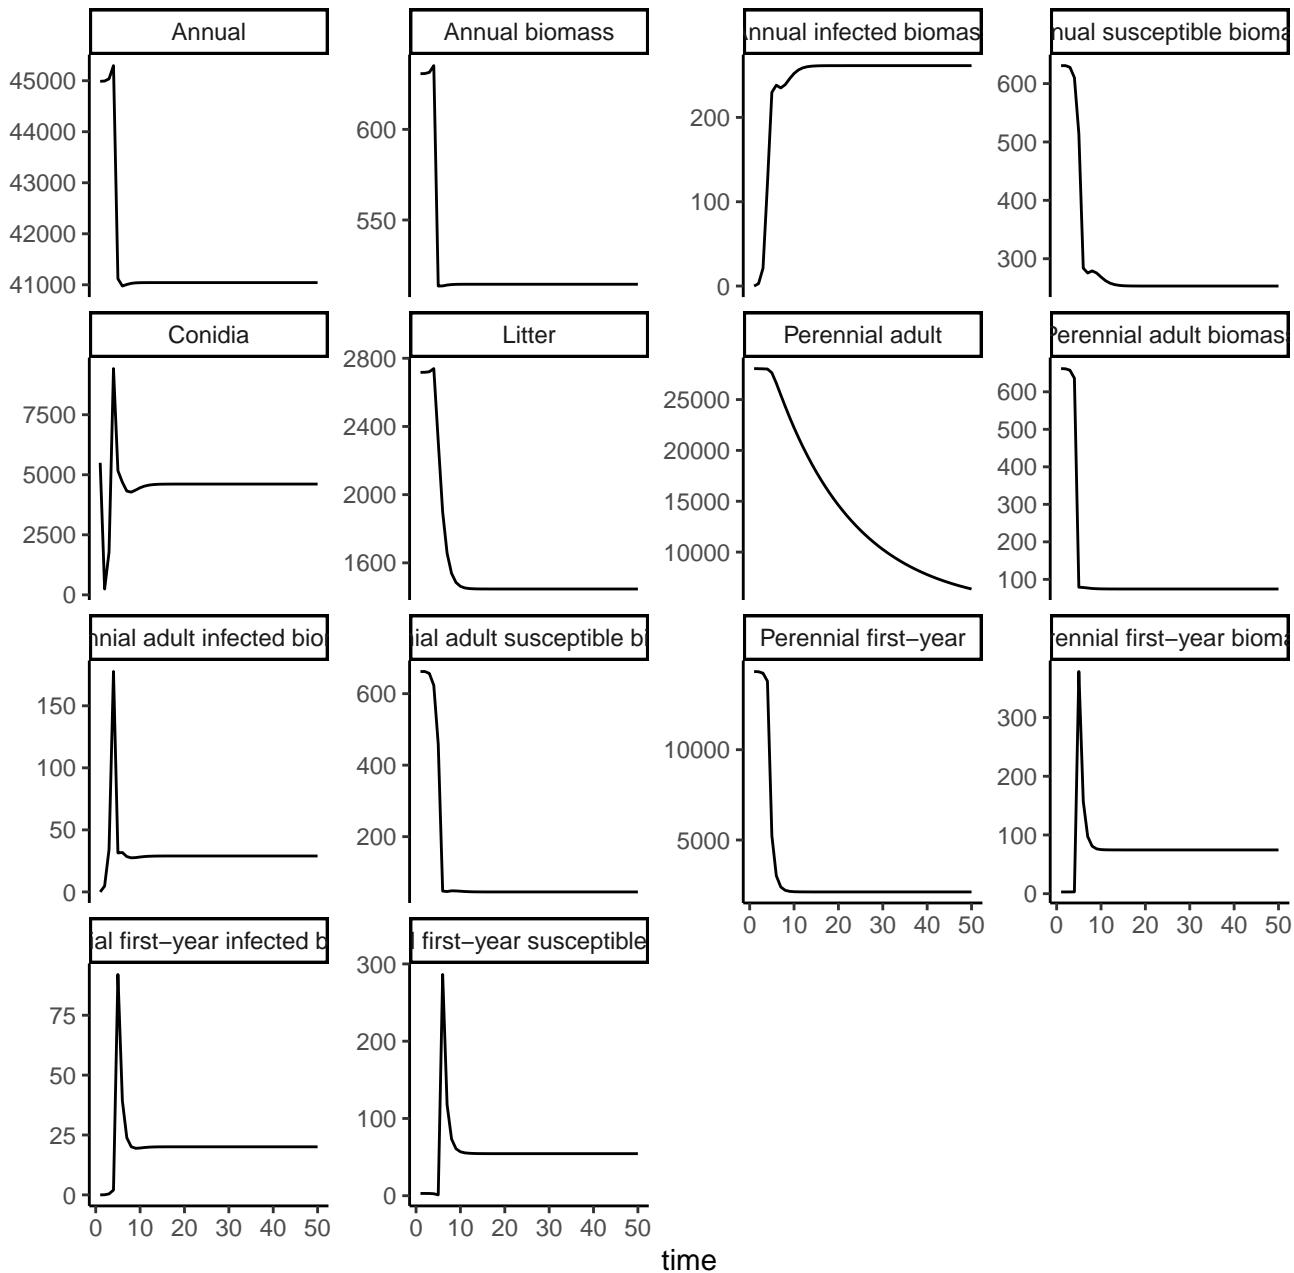 Annual
Annual biomass
Annual infected biomas
nual susceptible bioma
45000
44000
43000
42000
41000
600
550
200
100
0
600
500
400
300
Conidia
Litter
Perennial adult
Perennial adult biomas
7500
5000
2500
0
2800
2400
2000
1600
25000
20000
15000
10000
600
500
400
300
200
100
nnial adult infected bio
ial adult susceptible bi
Perennial first−year
rennial first−year bioma
150
100
50
0
600
400
200
10000
5000
300
200
100
0
0 10 20 30 40 50
0 10 20 30 40 50
ial first−year infected b
l first−year susceptible
75
50
25
0
300
200
100
0
0 10 20 30 40 50
0 10 20 30 40 50
time